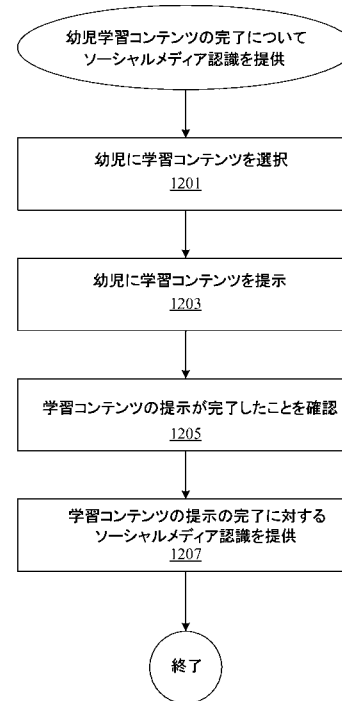 幼児学習コンテンツの完了について
ソーシャルメディア認識を提供
幼児に学習コンテンツを選択
1201
幼児に学習コンテンツを提示
1203
学習コンテンツの提示が完了したことを確認
1205
学習コンテンツの提示の完了に対する
ソーシャルメディア認識を提供
1207
終了